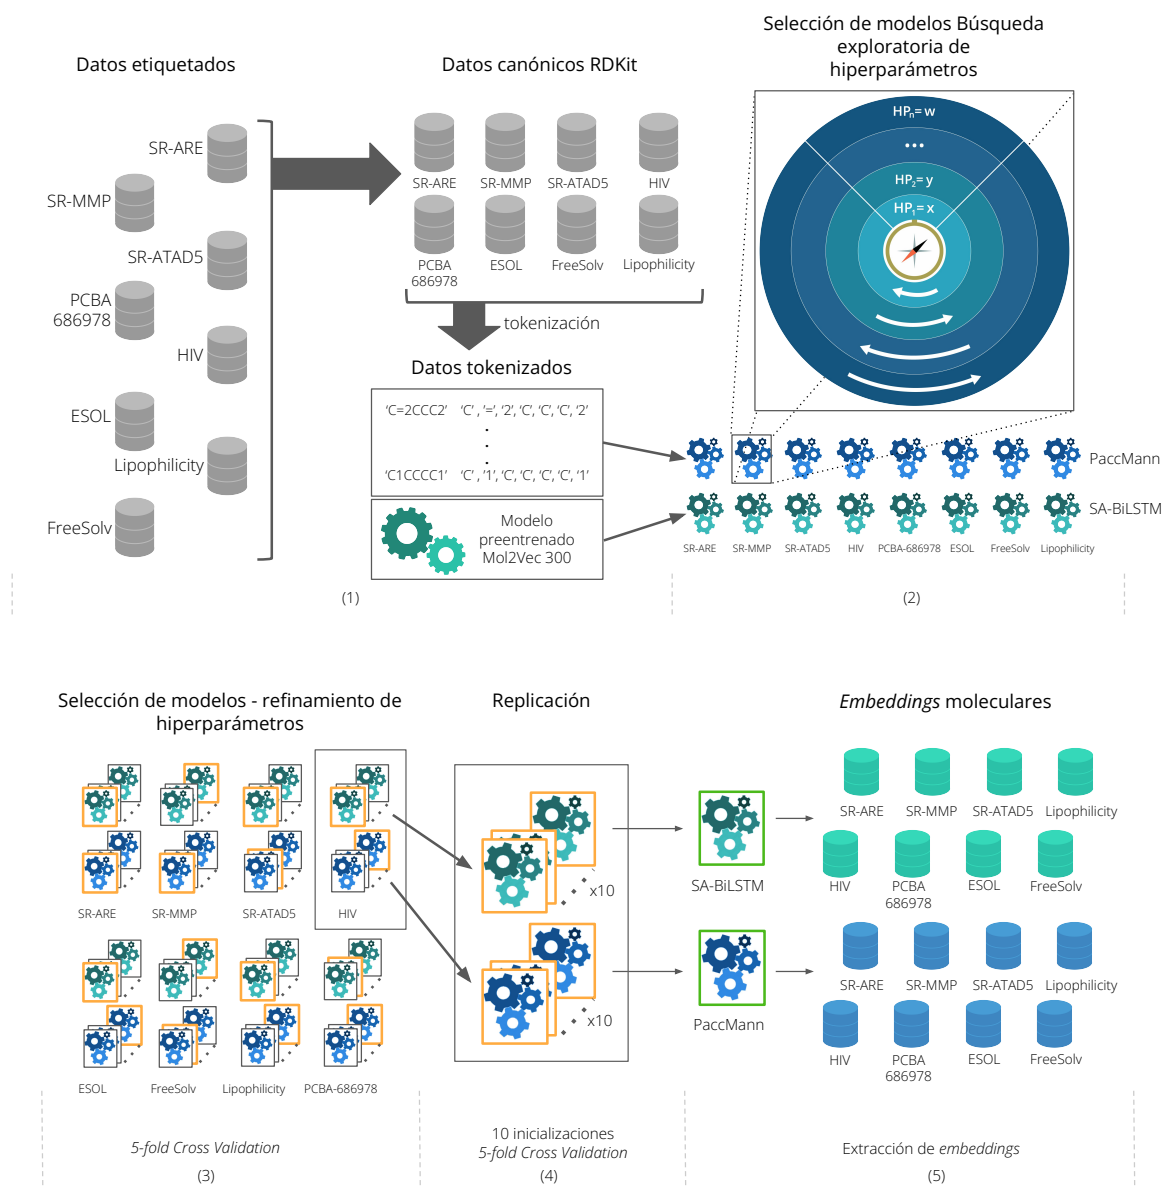 Datos etiquetados
SR-ARE
SR-MMP
SR-ATAD5
PCBA
686978
HIV
ESOL
Lipophilicity
FreeSolv
Datos canónicos RDKit
SR-ARE SR-MMP SR-ATAD5 HIV
PCBA
686978
ESOL FreeSolv Lipophilicity
tokenización
Datos tokenizados
‘C=2CCC2’ ‘C’ , ‘=’, ‘2’, ‘C’, ‘C’, ‘C’, ‘2’
.
.
.
‘C1CCCC1’ ‘C’ , ‘1’, ‘C, ‘C, ‘C, ‘C, ‘1’
Modelo
preentrenado
Mol2Vec 300
(1)
Selección de modelos Búsqueda
exploratoria de
hiperparámetros
HPn= w
...
HP2= y
HP1= x
PaccMann
SA-BiLSTM
SR-ARE SR-MMP SR-ATAD5 HIV PCBA-686978 ESOL FreeSolv Lipophilicity
(2)
Selección de modelos - refinamiento de
hiperparámetros
SR-ARE SR-MMP SR-ATAD5 HIV
ESOL FreeSolv Lipophilicity PCBA-686978
5-fold Cross Validation
(3)
Replicación
x10
x10
10 inicializaciones
5-fold Cross Validation
(4)
Embeddings moleculares
SA-BiLSTM
PaccMann
SR-ARE SR-MMP SR-ATAD5 Lipophilicity
HIV PCBA
686978
ESOL FreeSolv
SR-ARE SR-MMP SR-ATAD5 Lipophilicity
HIV PCBA
686978
ESOL FreeSolv
Extracción de embeddings
(5)